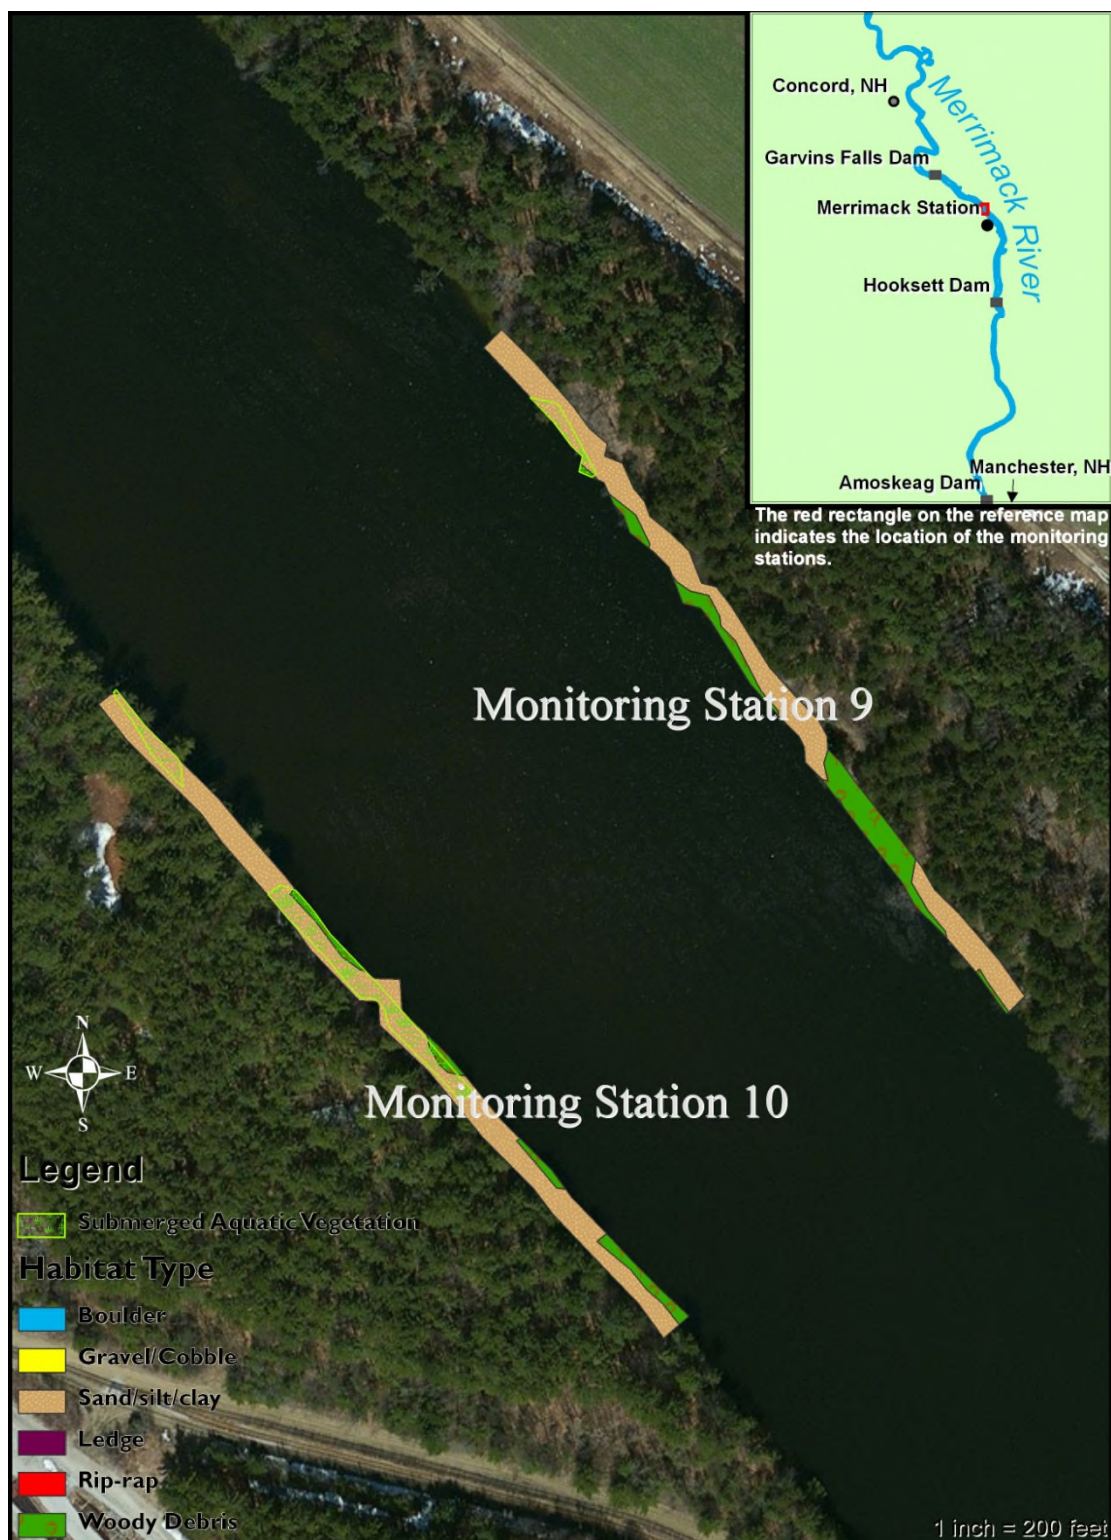 Concord, NH
Merrimack River
Garvins Falls Dam
Merrimack Station
Hooksett Dam
Manchester, NH
Amoskeag Dam
The red rectangle on the reference map
indicates the location of the monitoring
stations.
Monitoring Station 9
Monitoring Station 10
N
W E
S
Legend
Submerged Aquatic Vegetation
Habitat Type
Boulder
Gravel/Cobble
Sand/silt/clay
Ledge
Rip-rap
Woody Debris
1 inch = 200 feet